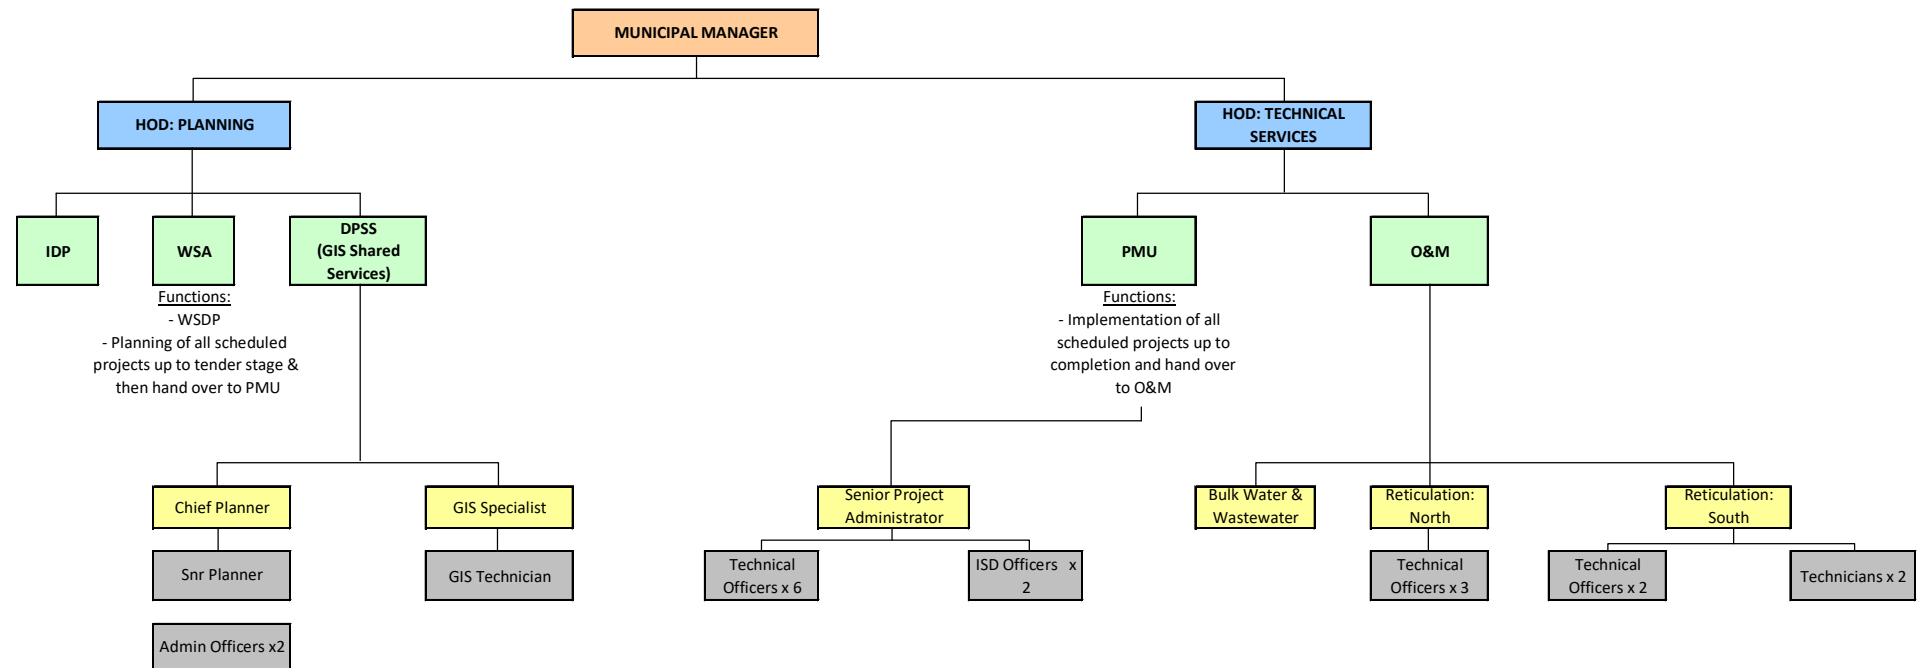 MUNICIPAL MANAGER
HOD: PLANNING
HOD: TECHNICAL
SERVICES
IDP
WSA
DPSS
(GIS Shared
Services)
PMU
O&M
Functions:
- WSDP
- Planning of all scheduled
projects up to tender stage &
then hand over to PMU
Functions:
- Implementation of all
scheduled projects up to
completion and hand over
to O&M
Chief Planner
GIS Specialist
Senior Project
Administrator
Bulk Water &
Wastewater
Reticulation:
North
Reticulation:
South
Snr Planner
GIS Technician
Technical
Officers x 6
ISD Officers x
2
Technical
Officers x 3
Technical
Officers x 2
Technicians x 2
Admin Officers x2